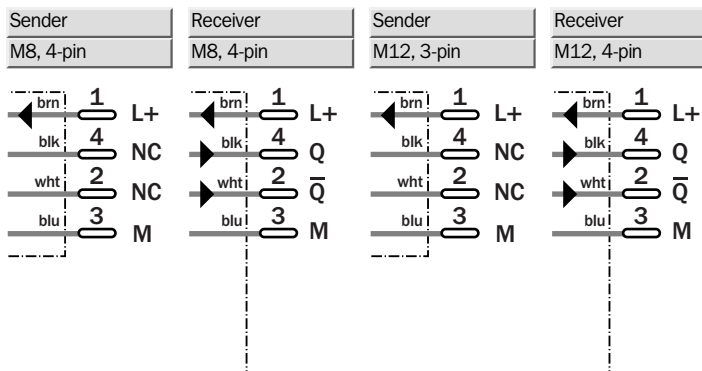 Sender
M8, 4-pin
brn 1 L+
blk 4 NC
wht 2 NC
blu 3 M
Receiver
M8, 4-pin
brn 1 L+
blk 4 Q
wht 2 Q̅
blu 3 M
Sender
M12, 3-pin
brn 1 L+
blk 4 NC
wht 2 NC
blu 3 M
Receiver
M12, 4-pin
brn 1 L+
blk 4 Q
wht 2 Q̅
blu 3 M